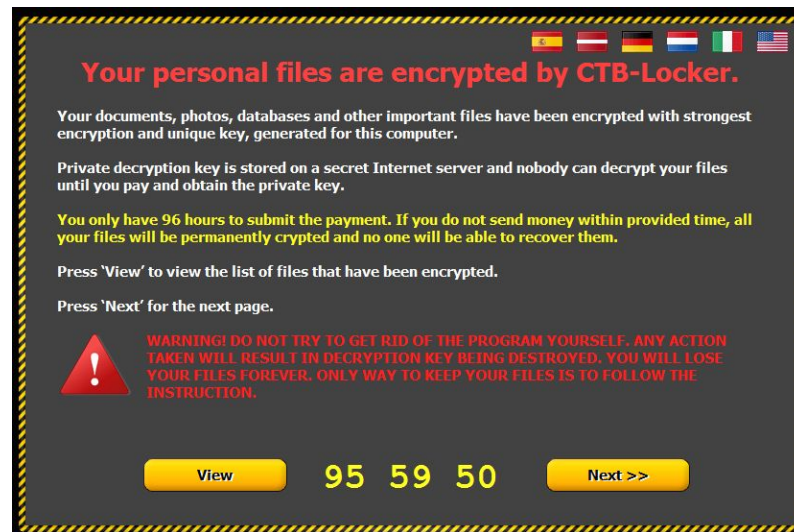 Your personal files are encrypted by CTB-Locker.
Your documents, photos, databases and other important files have been encrypted with strongest
encryption and unique key, generated for this computer.
Private decryption key is stored on a secret Internet server and nobody can decrypt your files
until you pay and obtain the private key.
You only have 96 hours to submit the payment. If you do not send money within provided time, all
your files will be permanently crypted and no one will be able to recover them.
Press 'View' to view the list of files that have been encrypted.
Press 'Next' for the next page.
WARNING! DO NOT TRY TO GET RID OF THE PROGRAM YOURSELF. ANY ACTION
TAKEN WILL RESULT IN DECRYPTION KEY BEING DESTROYED. YOU WILL LOSE
YOUR FILES FOREVER. ONLY WAY TO KEEP YOUR FILES IS TO FOLLOW THE
INSTRUCTION.
View 95 59 50 Next >>